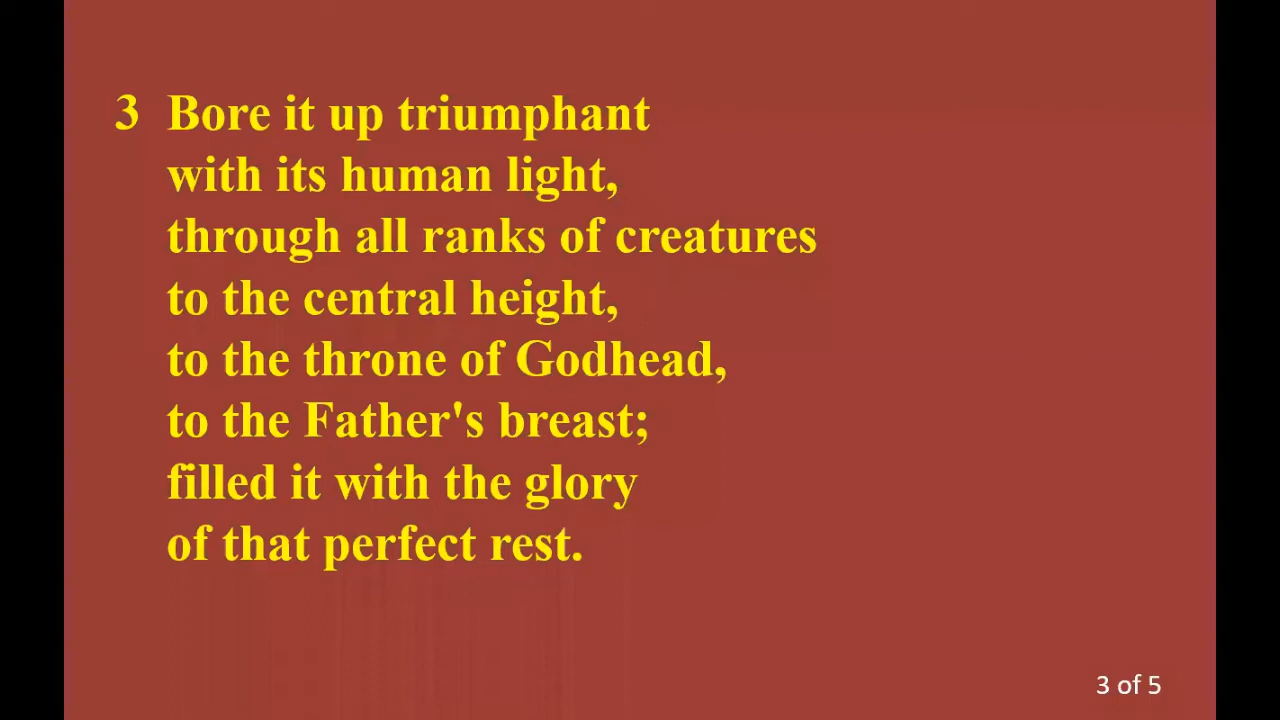 3 Bore it up triumphant
with its human light,
through all ranks of creatures
to the central height,
to the throne of Godhead,
to the Father's breast;
filled it with the glory
of that perfect rest.
3 of 5